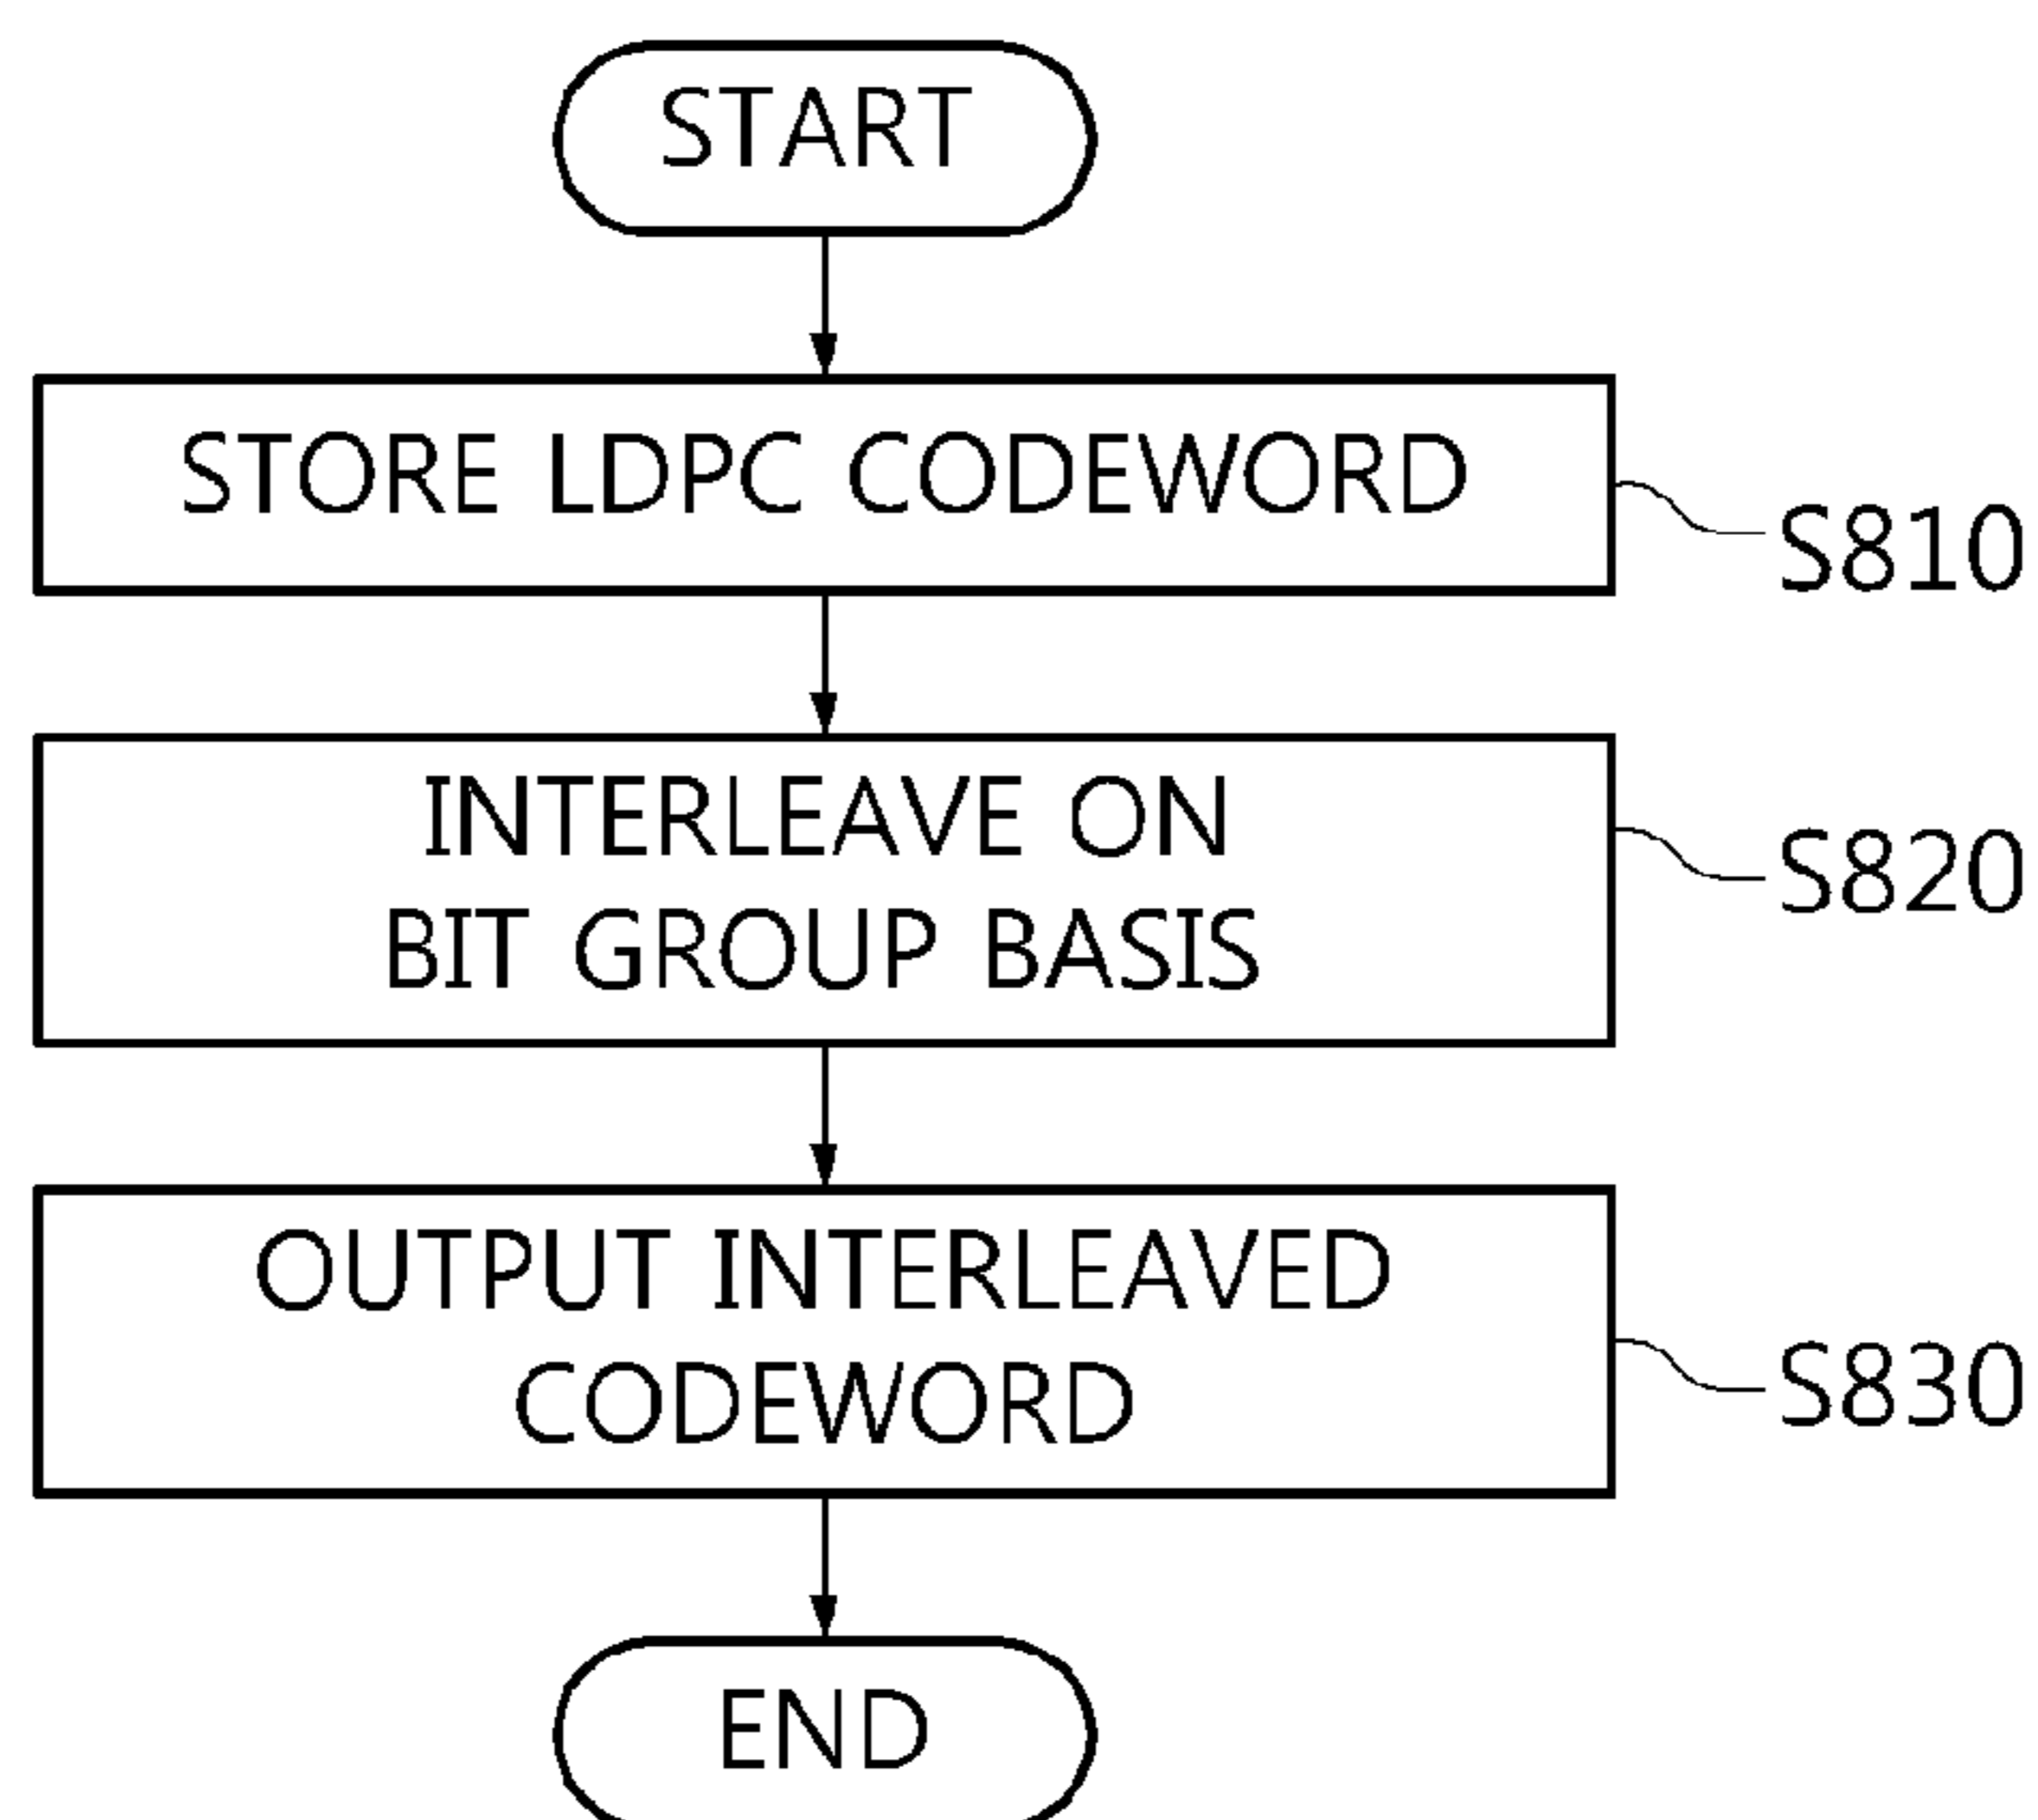 START
STORE LDPC CODEWORD
S810
INTERLEAVE ON
BIT GROUP BASIS
S820
OUTPUT INTERLEAVED
CODEWORD
S830
END